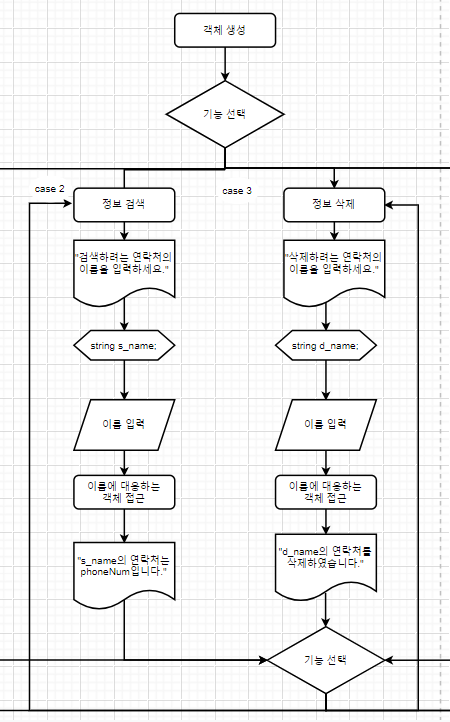 객체 생성
기능 선택
case 2
case 3
정보 검색
정보 삭제
"검색하려는 연락처의
이름을 입력하세요."
"삭제하려는 연락처의
이름을 입력하세요."
string s_name;
string d_name;
이름 입력
이름 입력
이름에 대응하는
객체 접근
이름에 대응하는
객체 접근
"s_name의 연락처는
phoneNum입니다."
"d_name의 연락처를
삭제하였습니다."
기능 선택